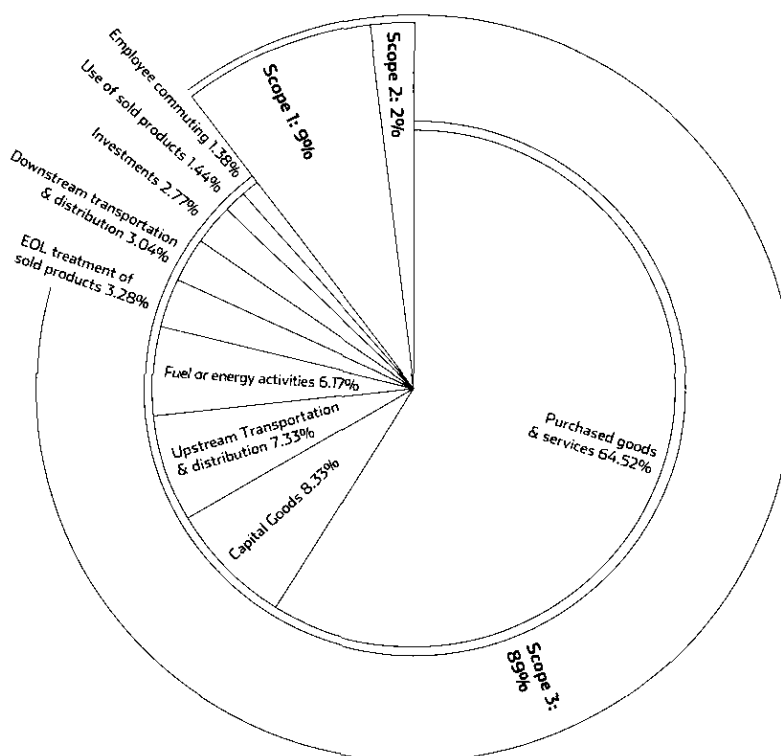 Employee commuting 1.38%
Use of sold products 1.44%
Investments 2.77%
Downstream transportation
& distribution 3.04%
EOL treatment of
sold products 3.28%
Scope 1: 9%
Scope 2: 2%
Fuel or energy activities 6.17%
Upstream Transportation
& distribution 7.33%
Capital Goods 8.33%
Purchased goods
& services 64.52%
Scope 3:
89%